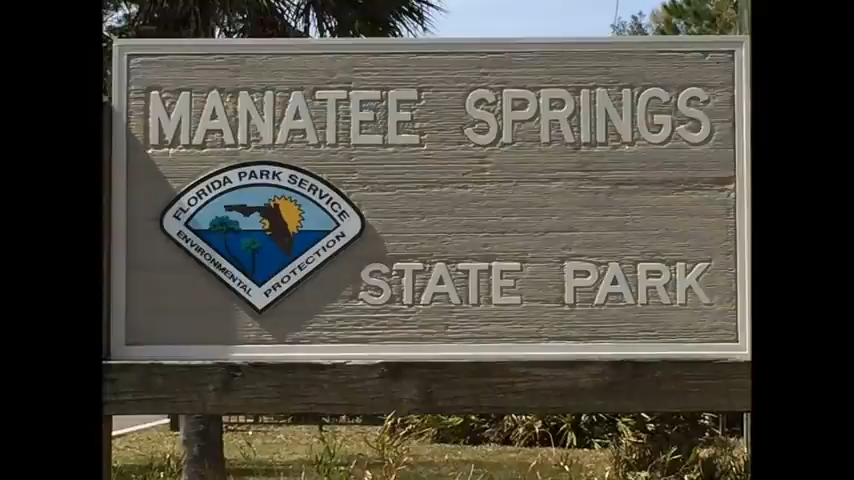 MANATEE SPRINGS
FLORIDA PARK SERVICE
ENVIRONMENTAL PROTECTION
STATE PARK